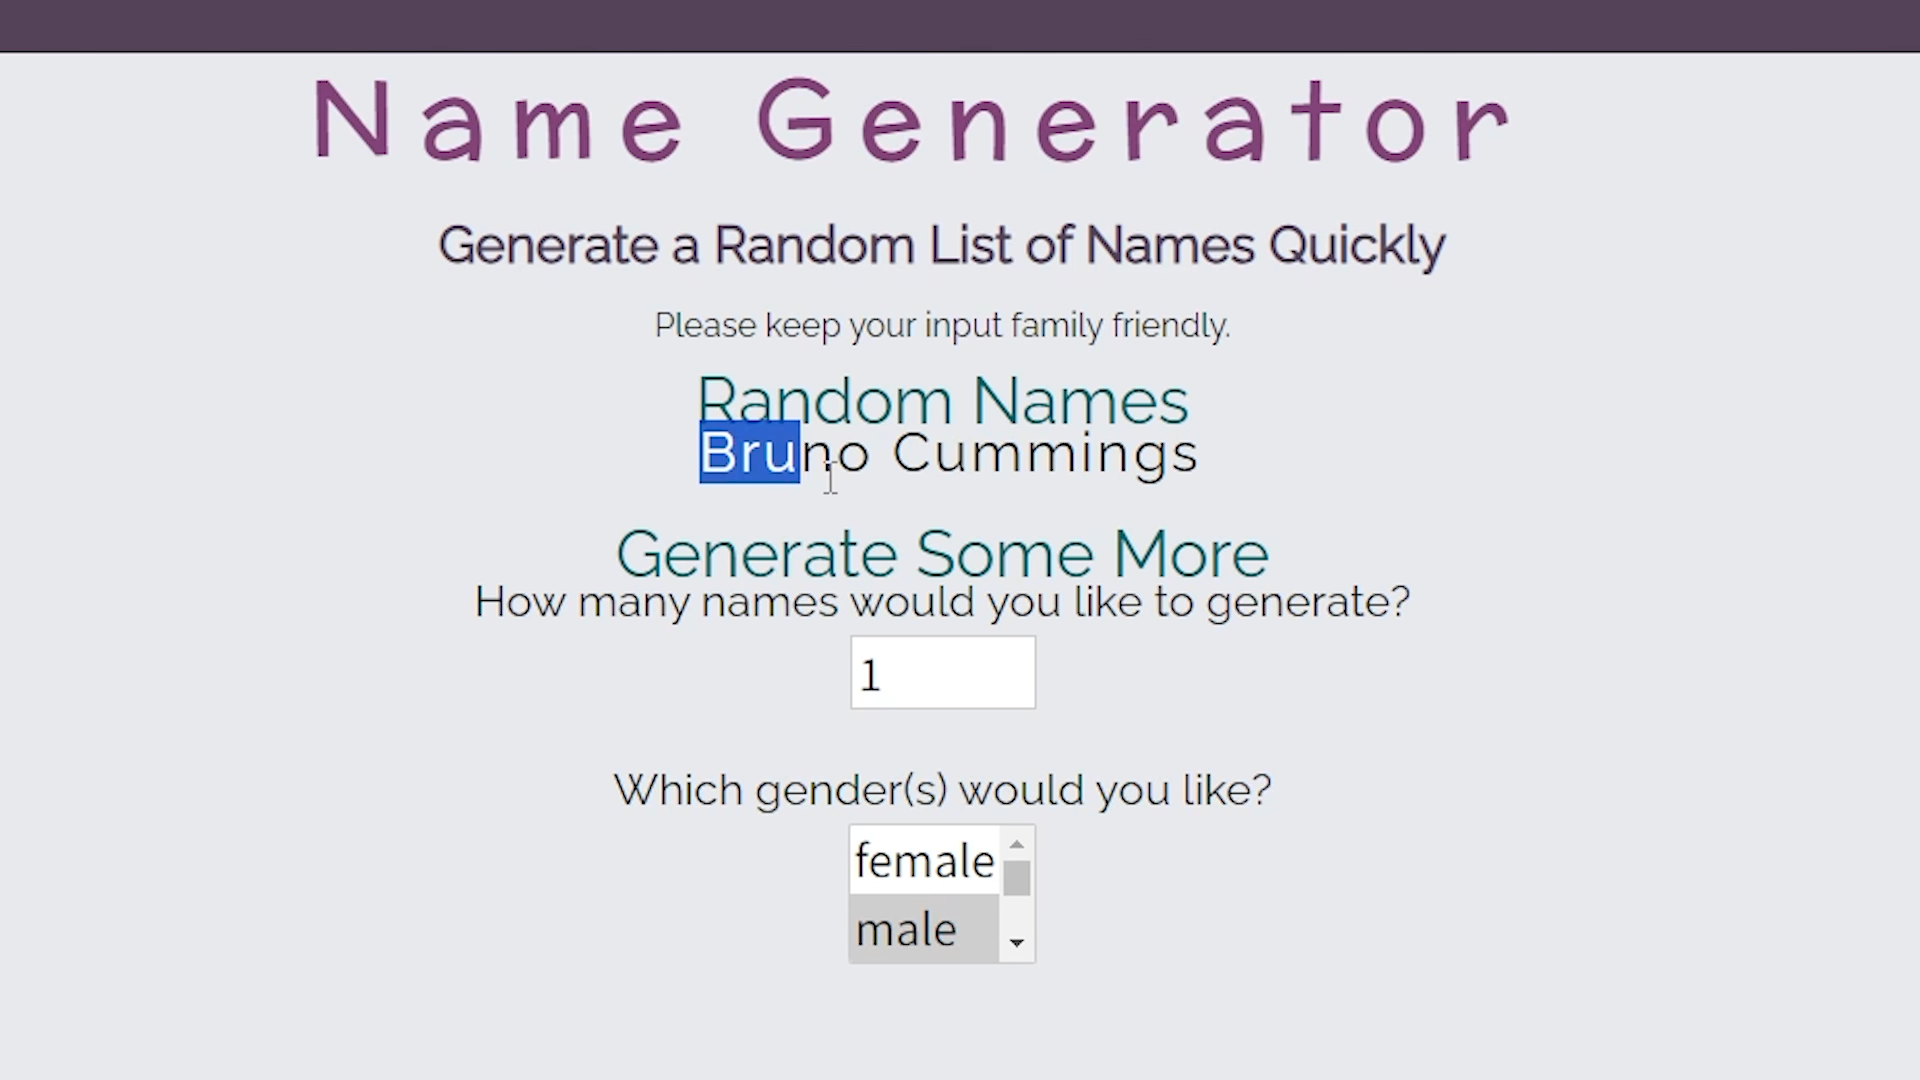 Name Generator
Generate a Random List of Names Quickly
Please keep your input family friendly.
Random Names
Bruno Cummings
Generate Some More
How many names would you like to generate?
1
Which gender(s) would you like?
female
male